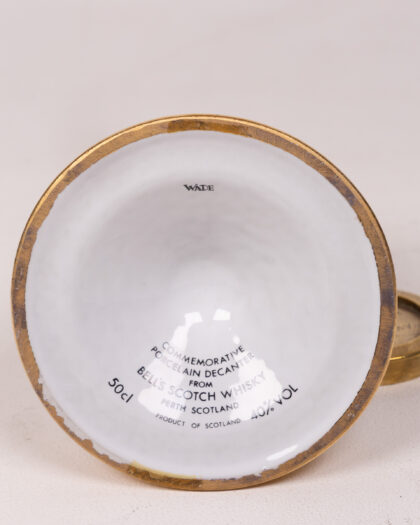 WADE
COMMEMORATIVE
PORCELAIN DECANTER
FROM
BELL'S SCOTCH WHISKY
PERTH SCOTLAND
50cl
40% VOL
PRODUCT OF SCOTLAND